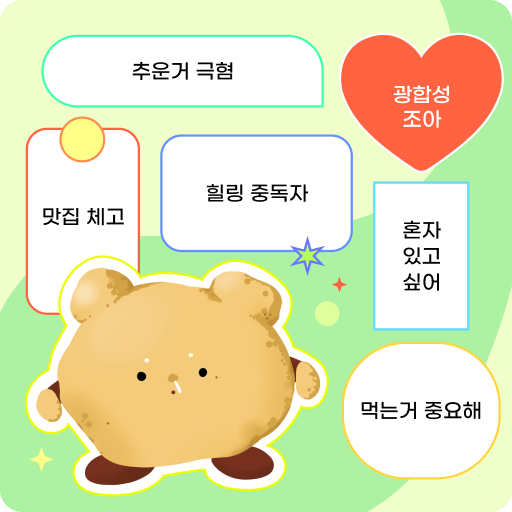 추운거 극혐
광합성
조아
맛집 체고
힐링 중독자
혼자
있고
싶어
먹는거 중요해